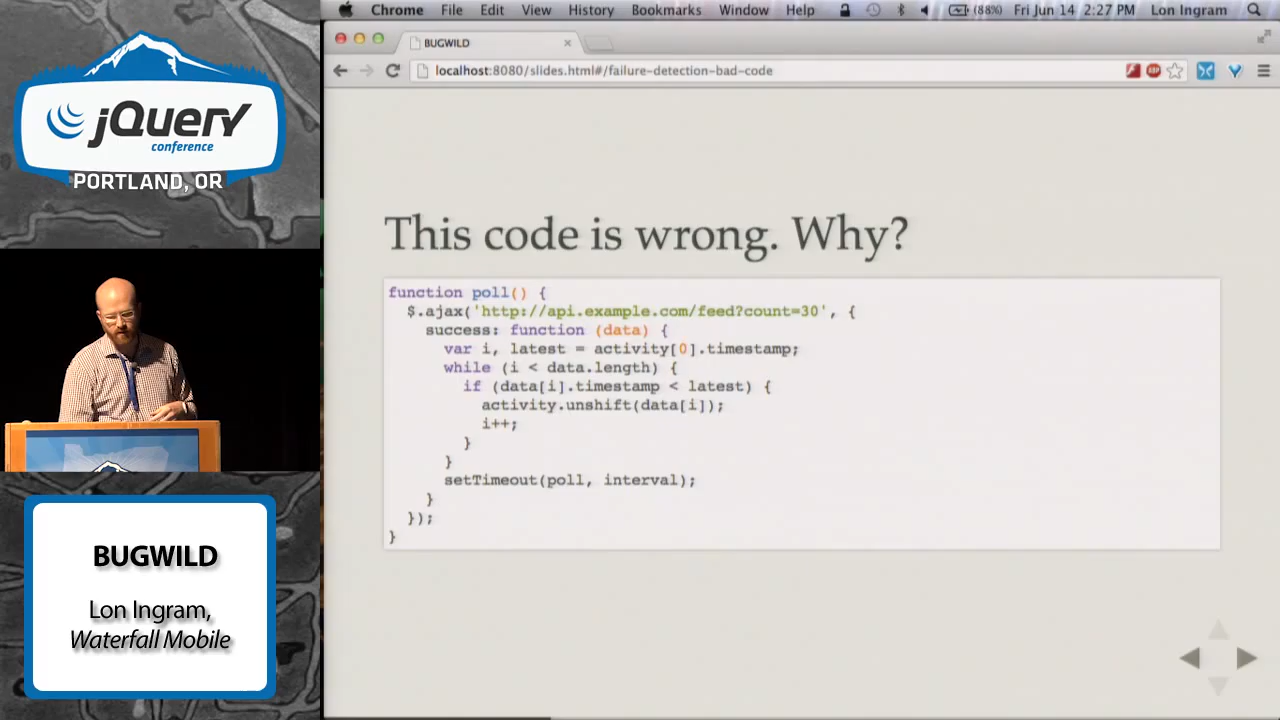 Chrome File Edit View History Bookmarks Window Help (88%) Fri Jun 14 2:27 PM Lon Ingram
BUGWILD
localhost:8080/slides.html#/failure-detection-bad-code
ABP
jQuery
conference
PORTLAND, OR
This code is wrong. Why?
function poll() {
$.ajax('http://api.example.com/feed?count=30', {
success: function (data) {
var i, latest = activity[0].timestamp;
while (i < data.length) {
if (data[i].timestamp < latest) {
activity.unshift(data[i]);
i++;
}
}
setTimeout(poll, interval);
}
});
}
BUGWILD
Lon Ingram,
Waterfall Mobile